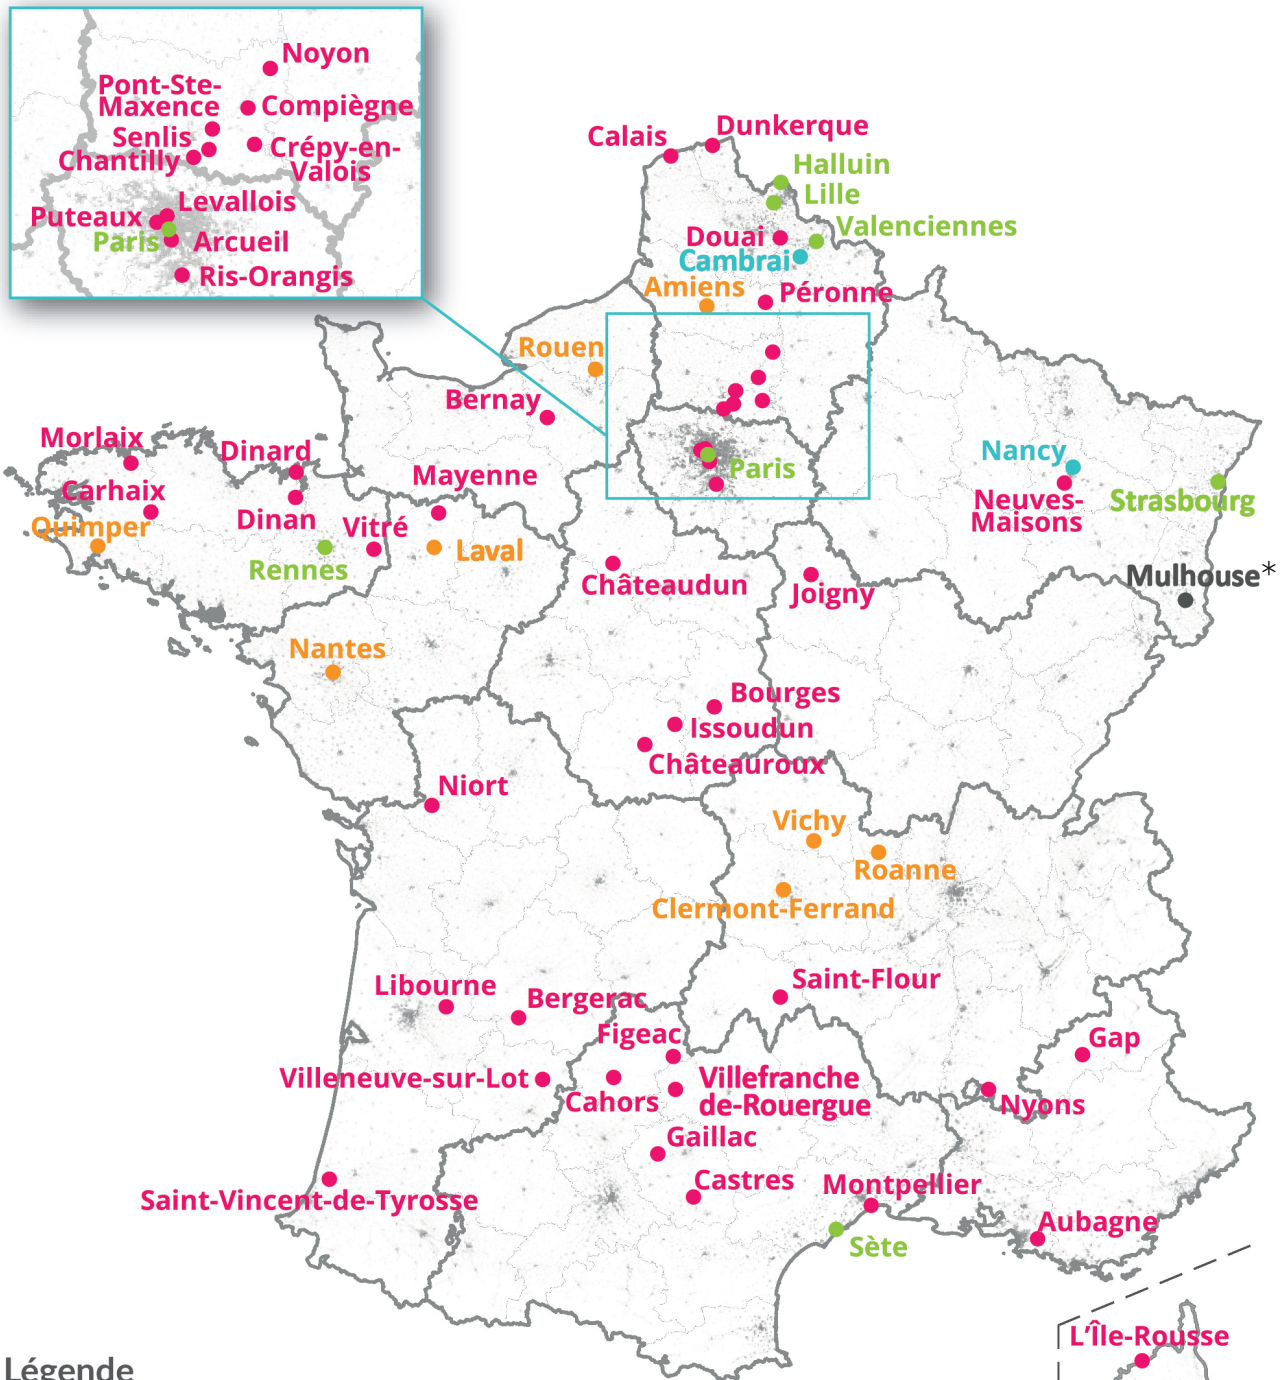 Noyon
Pont-Ste-
Maxence
Compiègne
Senlis
Crépy-en-
Valois
Chantilly
Levallois
Puteaux
Paris
Arcueil
Ris-Orangis
Calais
Dunkerque
Halluin
Lille
Valenciennes
Douai
Cambrai
Amiens
Péronne
Rouen
Bernay
Paris
Morlaix
Dinard
Mayenne
Carhaix
Quimper
Dinan
Vitré
Laval
Rennes
Nancy
Neuves-
Maisons
Strasbourg
Mulhouse*
Châteaudun
Joigny
Nantes
Bourges
Issoudun
Châteauroux
Niort
Vichy
Roanne
Clermont-Ferrand
Saint-Flour
Libourne
Bergerac
Figeac
Gap
Villeneuve-sur-Lot
Cahors
Villefranche
de-Rouergue
Nyons
Gaillac
Castres
Montpellier
Saint-Vincent-de-Tyrosse
Aubagne
Sète
L'Île-Rousse
Légende